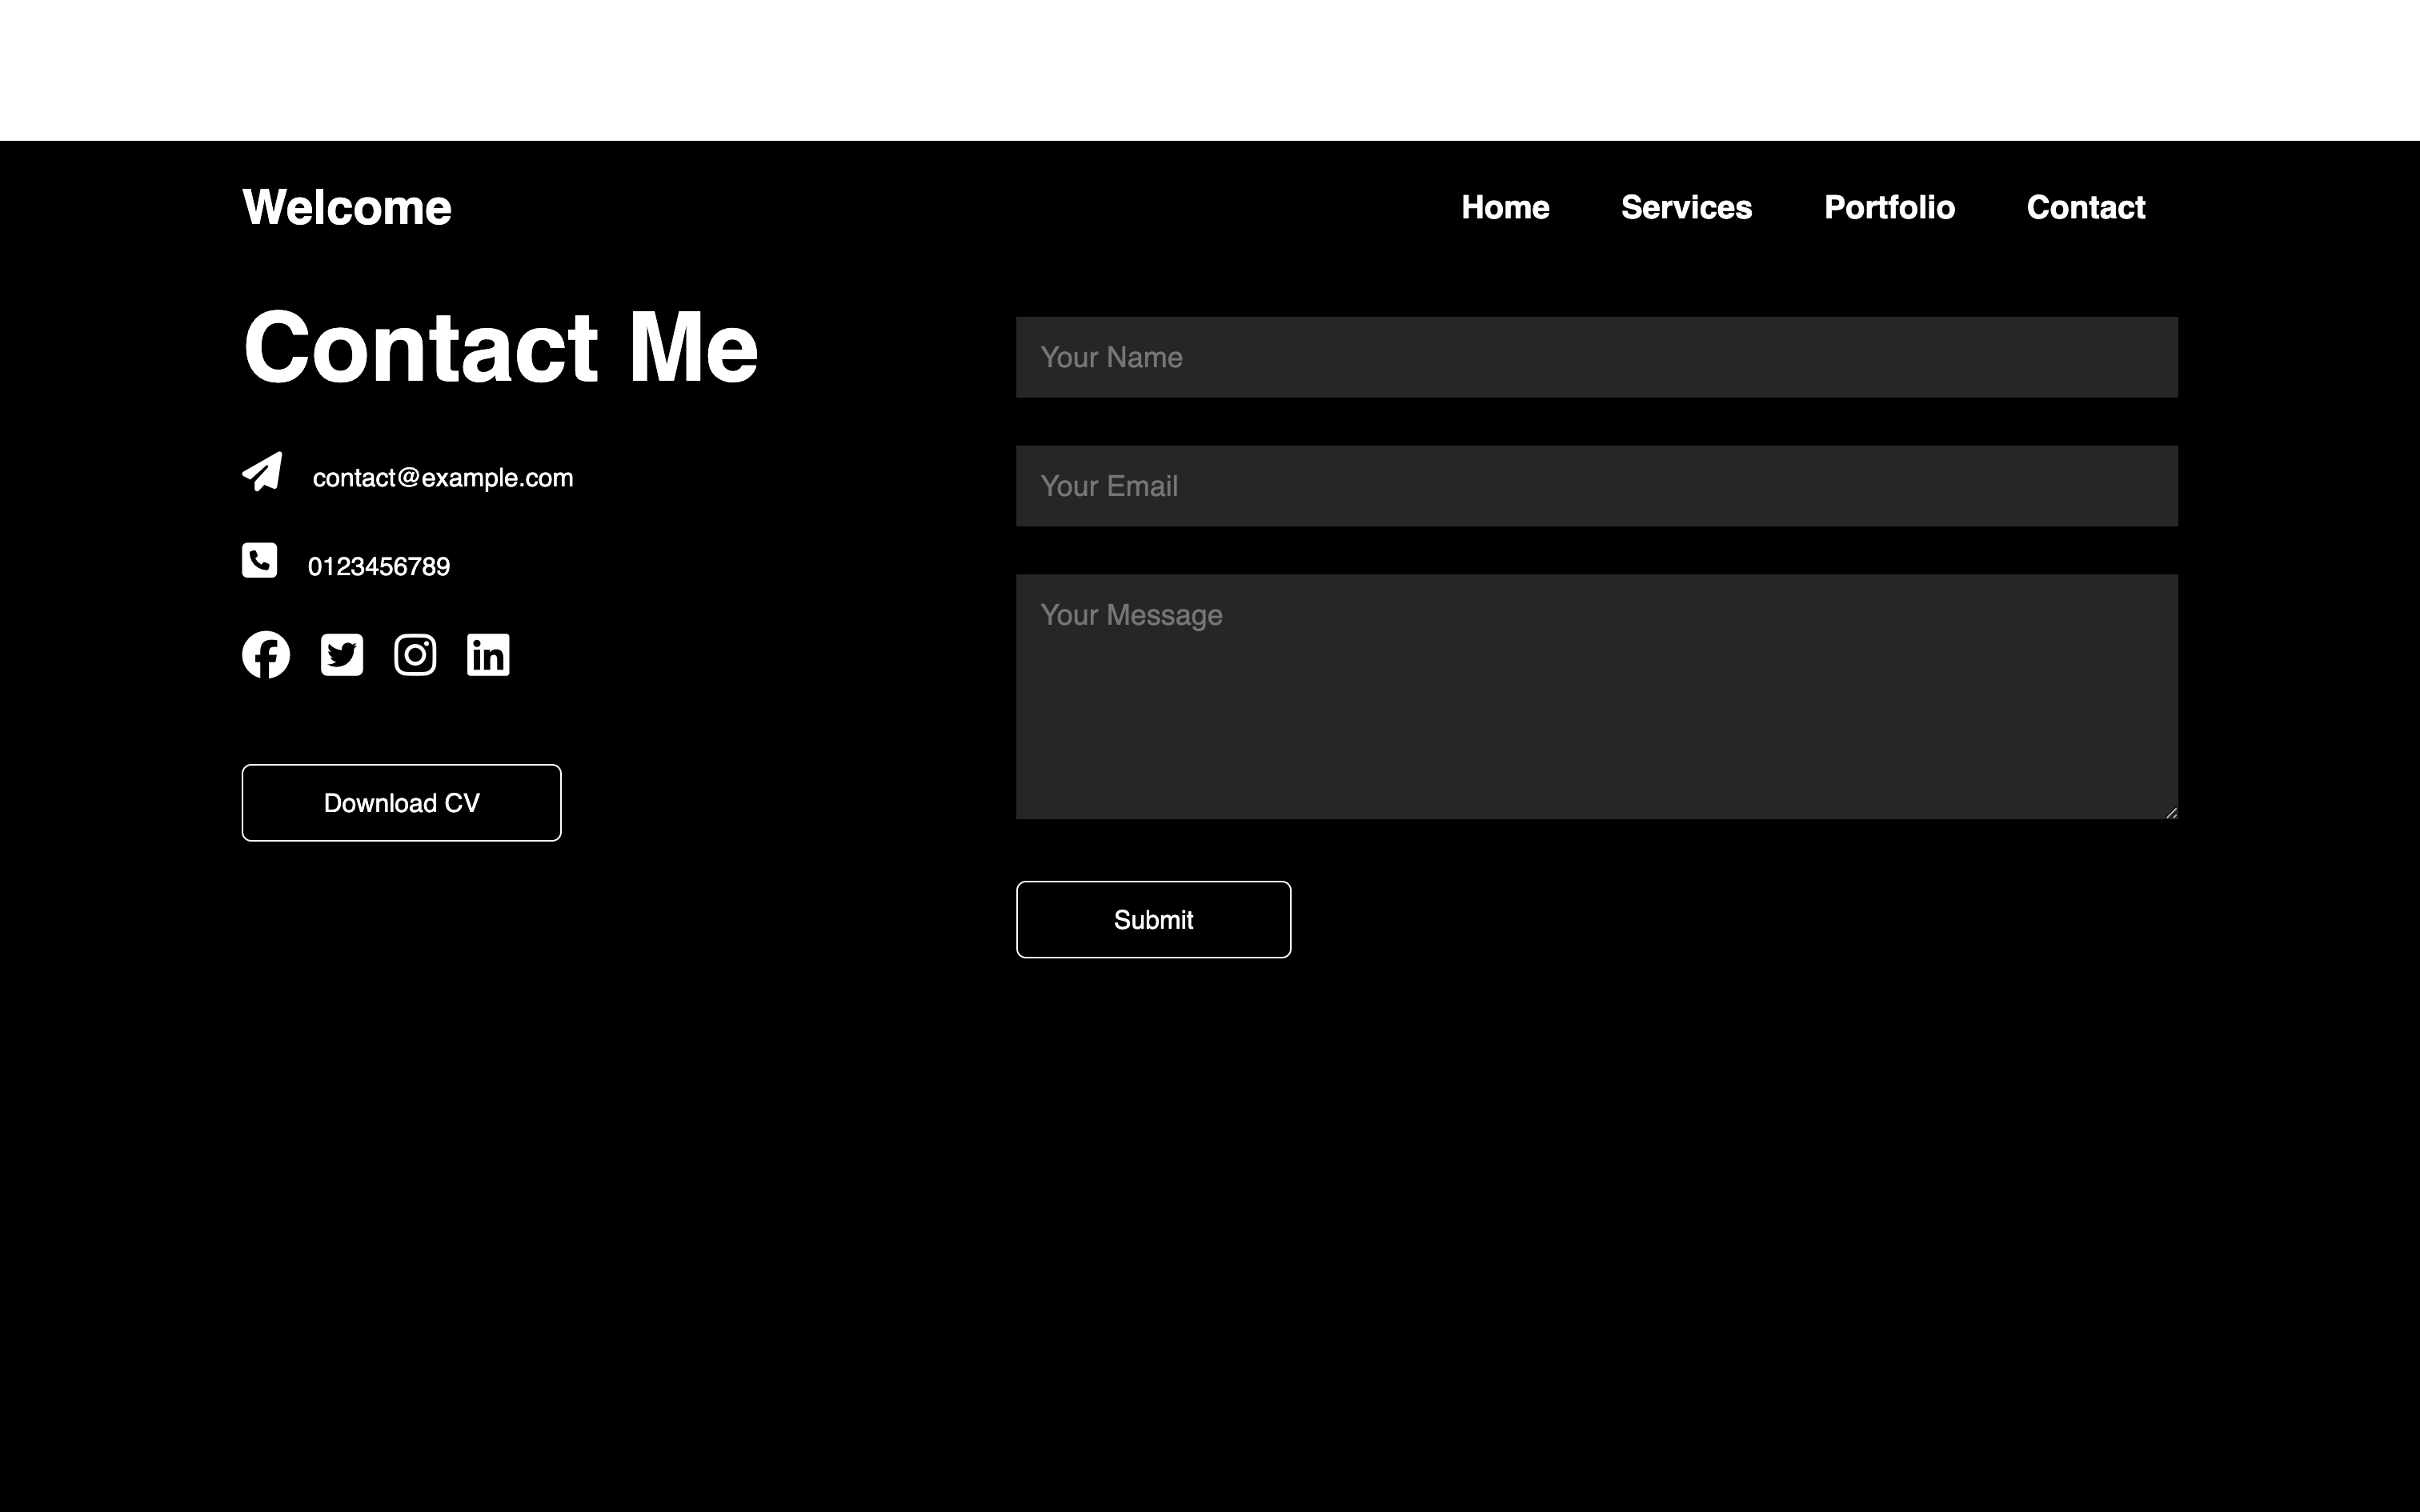 Welcome
Home Services Portfolio Contact
Contact Me
contact@example.com
0123456789
Download CV
Your Name
Your Email
Your Message
Submit